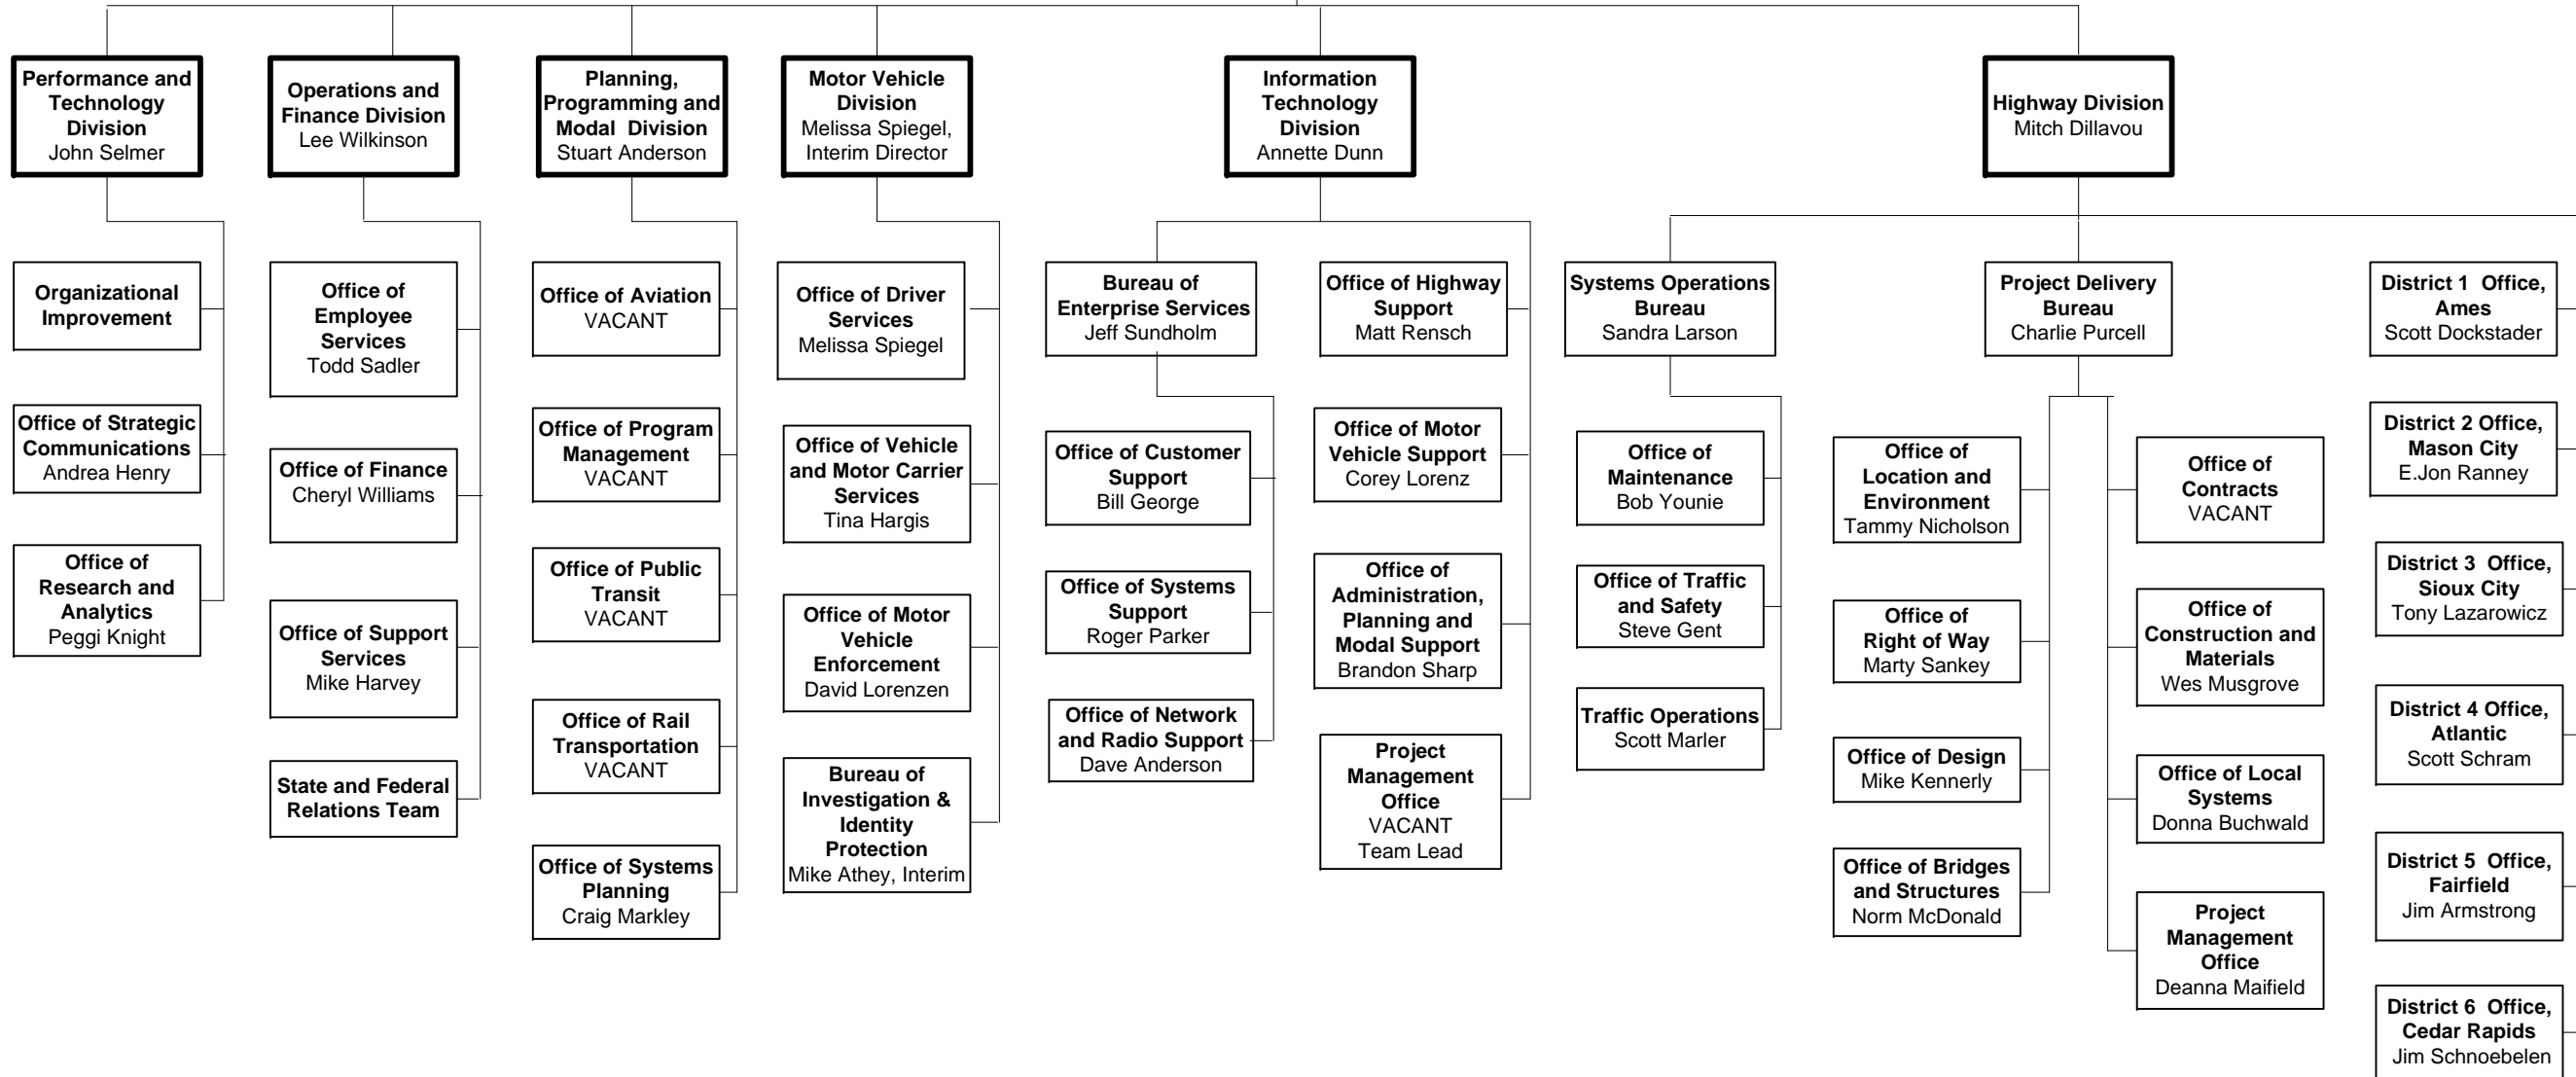 Performance and
Technology
Division
John Selmer
Operations and
Finance Division
Lee Wilkinson
Planning,
Programming and
Modal Division
Stuart Anderson
Motor Vehicle
Division
Melissa Spiegel,
Interim Director
Information
Technology
Division
Annette Dunn
Highway Division
Mitch Dillavou
Organizational
Improvement
Office of Strategic
Communications
Andrea Henry
Office of
Research and
Analytics
Peggi Knight
Office of
Employee
Services
Todd Sadler
Office of Finance
Cheryl Williams
Office of Support
Services
Mike Harvey
State and Federal
Relations Team
Office of Aviation
VACANT
Office of Program
Management
VACANT
Office of Public
Transit
VACANT
Office of Rail
Transportation
VACANT
Office of Systems
Planning
Craig Markley
Office of Driver
Services
Melissa Spiegel
Office of Vehicle
and Motor Carrier
Services
Tina Hargis
Office of Motor
Vehicle
Enforcement
David Lorenzen
Bureau of
Investigation &
Identity
Protection
Mike Athey, Interim
Bureau of
Enterprise Services
Jeff Sundholm
Office of Customer
Support
Bill George
Office of Systems
Support
Roger Parker
Office of Network
and Radio Support
Dave Anderson
Office of Highway
Support
Matt Rensch
Office of Motor
Vehicle Support
Corey Lorenz
Office of
Administration,
Planning and
Modal Support
Brandon Sharp
Project
Management
Office
VACANT
Team Lead
Systems Operations
Bureau
Sandra Larson
Office of
Maintenance
Bob Younie
Office of Traffic
and Safety
Steve Gent
Traffic Operations
Scott Marler
Project Delivery
Bureau
Charlie Purcell
Office of
Location and
Environment
Tammy Nicholson
Office of
Right of Way
Marty Sankey
Office of Design
Mike Kennerly
Office of Bridges
and Structures
Norm McDonald
Office of
Contracts
VACANT
Office of
Construction and
Materials
Wes Musgrove
Office of Local
Systems
Donna Buchwald
Project
Management
Office
Deanna Maifield
District 1 Office,
Ames
Scott Dockstader
District 2 Office,
Mason City
E.Jon Ranney
District 3 Office,
Sioux City
Tony Lazarowicz
District 4 Office,
Atlantic
Scott Schram
District 5 Office,
Fairfield
Jim Armstrong
District 6 Office,
Cedar Rapids
Jim Schnoebelen